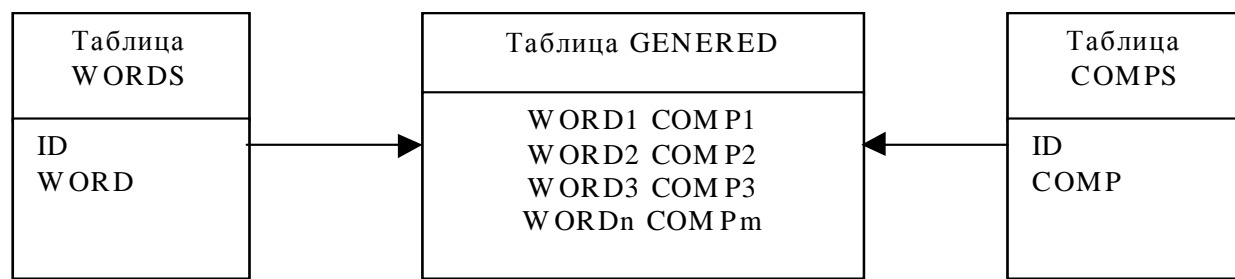 Таблица
WORDS
ID
WORD
Таблица GENERED
WORD1 COMP1
WORD2 COMP2
WORD3 COMP3
WORDn COMPm
Таблица
COMPS
ID
COMP